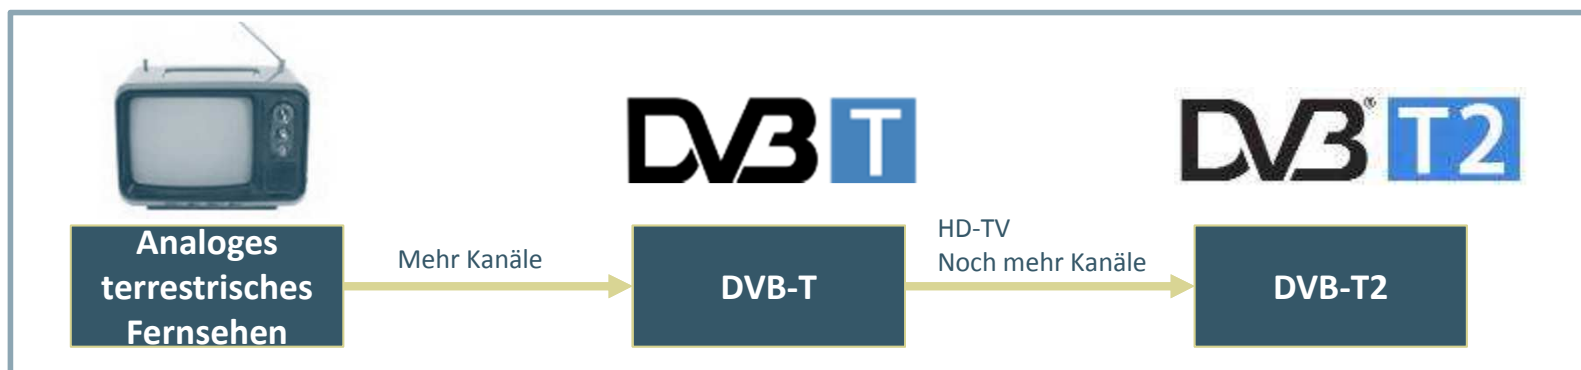 DVB T
DVB® T2
Analoges
terrestrisches
Fernsehen
Mehr Kanäle
DVB-T
HD-TV
Noch mehr Kanäle
DVB-T2